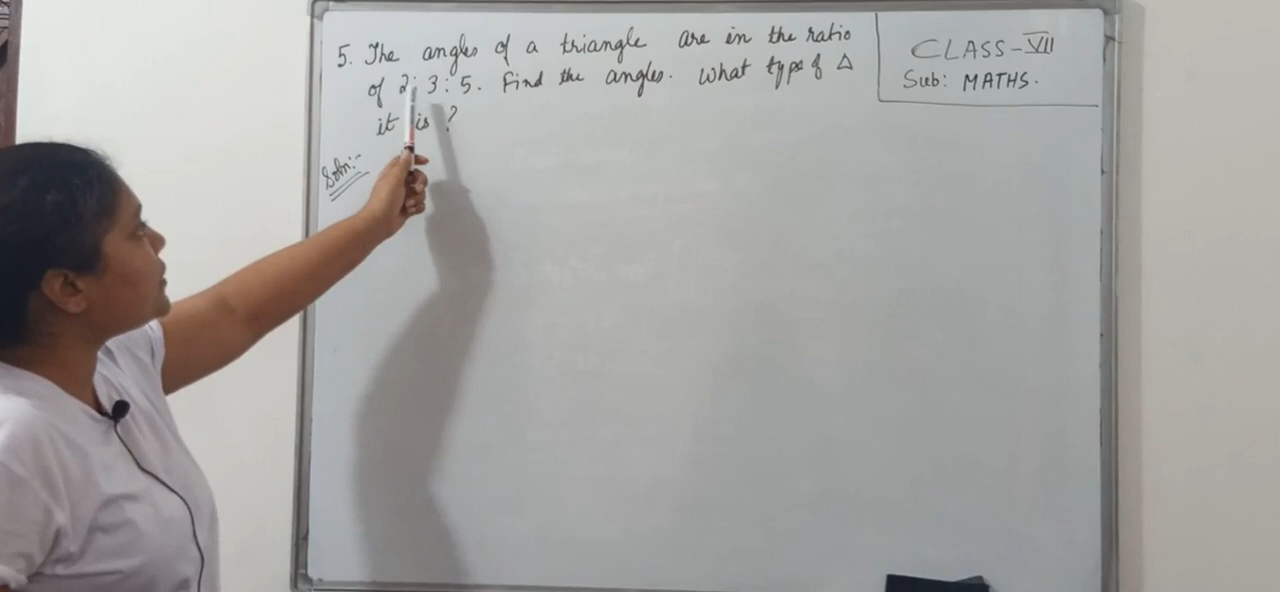 5. The angles of a triangle are in the ratio
of 2:3:5. Find the angles. What type of Δ
it is?
Soln:-
CLASS-VII
Sub: MATHS.